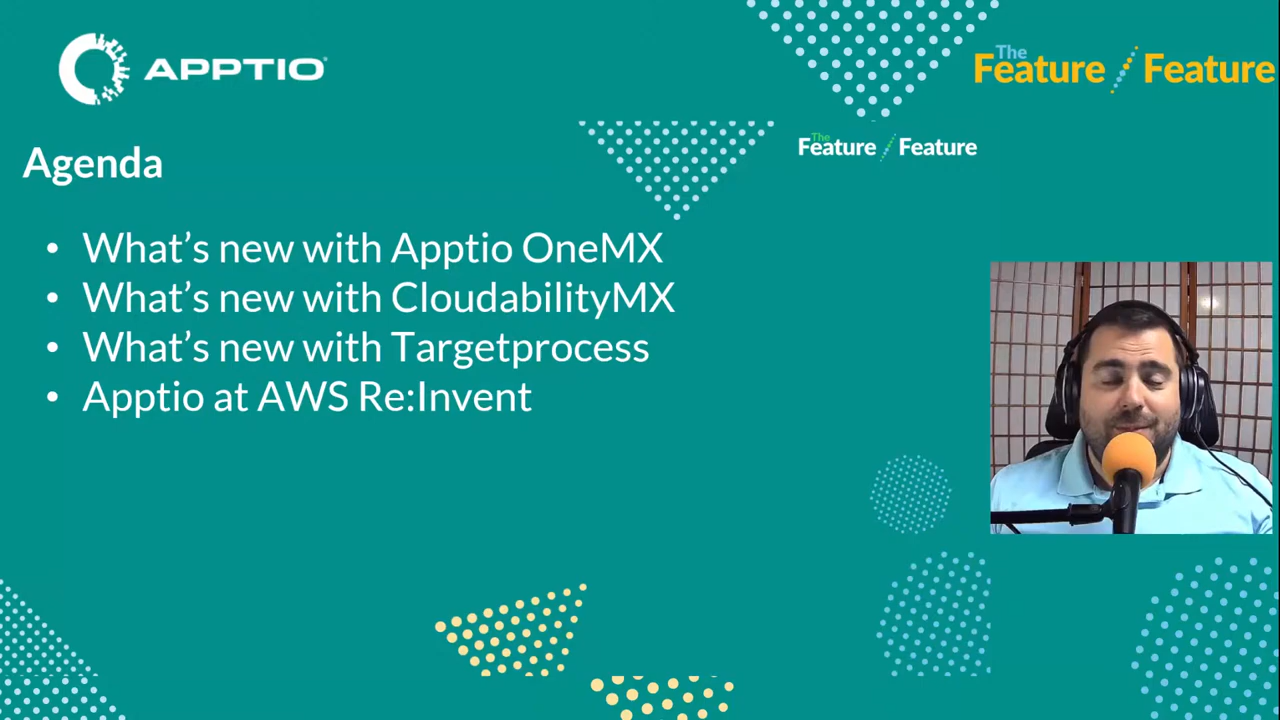 APPTIO
The
Feature / Feature
The
Feature / Feature
Agenda
• What’s new with Apptio OneMX
• What’s new with CloudabilityMX
• What’s new with Targetprocess
• Apptio at AWS Re:Invent